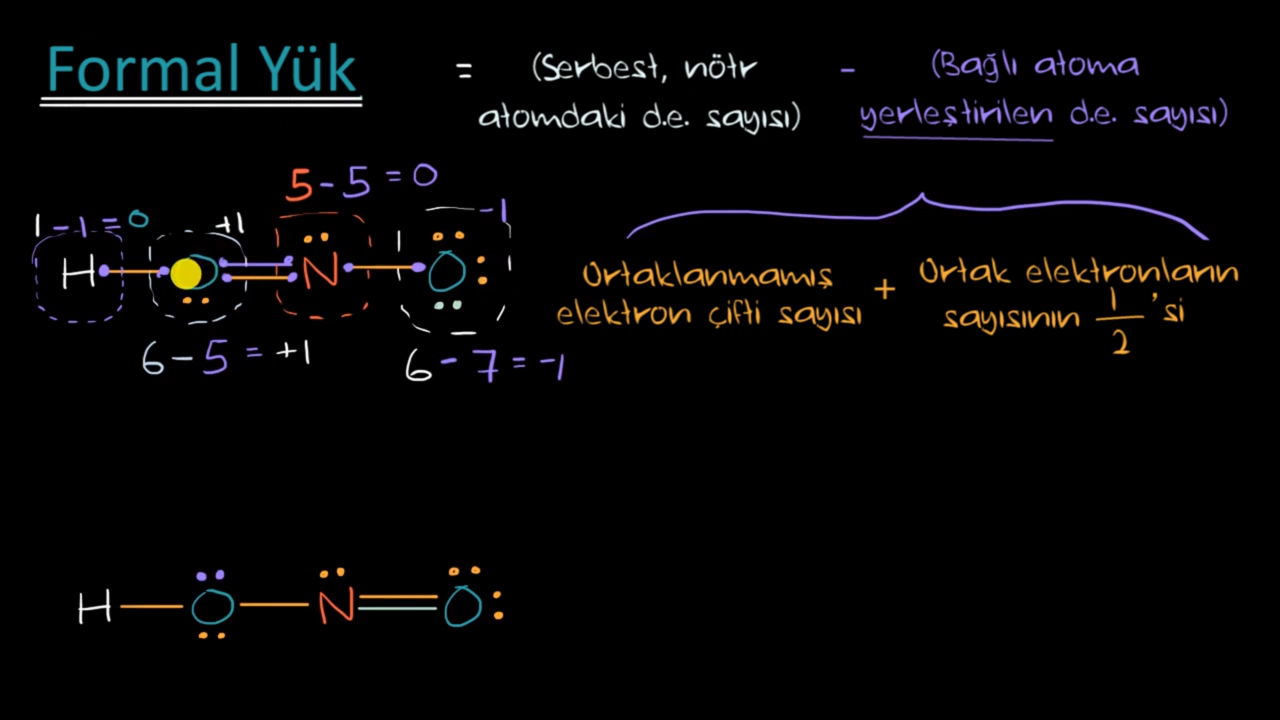 Formal Yük = (Serbest, nötr - (Bağlı atoma
atomdaki d.e. sayısı) yerleştirilen d.e. sayısı)
5-5=0
1-1=0 +1 -1
H O N O
6-5=+1 6-7=-1
Ortaklanmamış + Ortak elektronların
elektron çifti sayısı sayısının 1/2 'si
H O N O